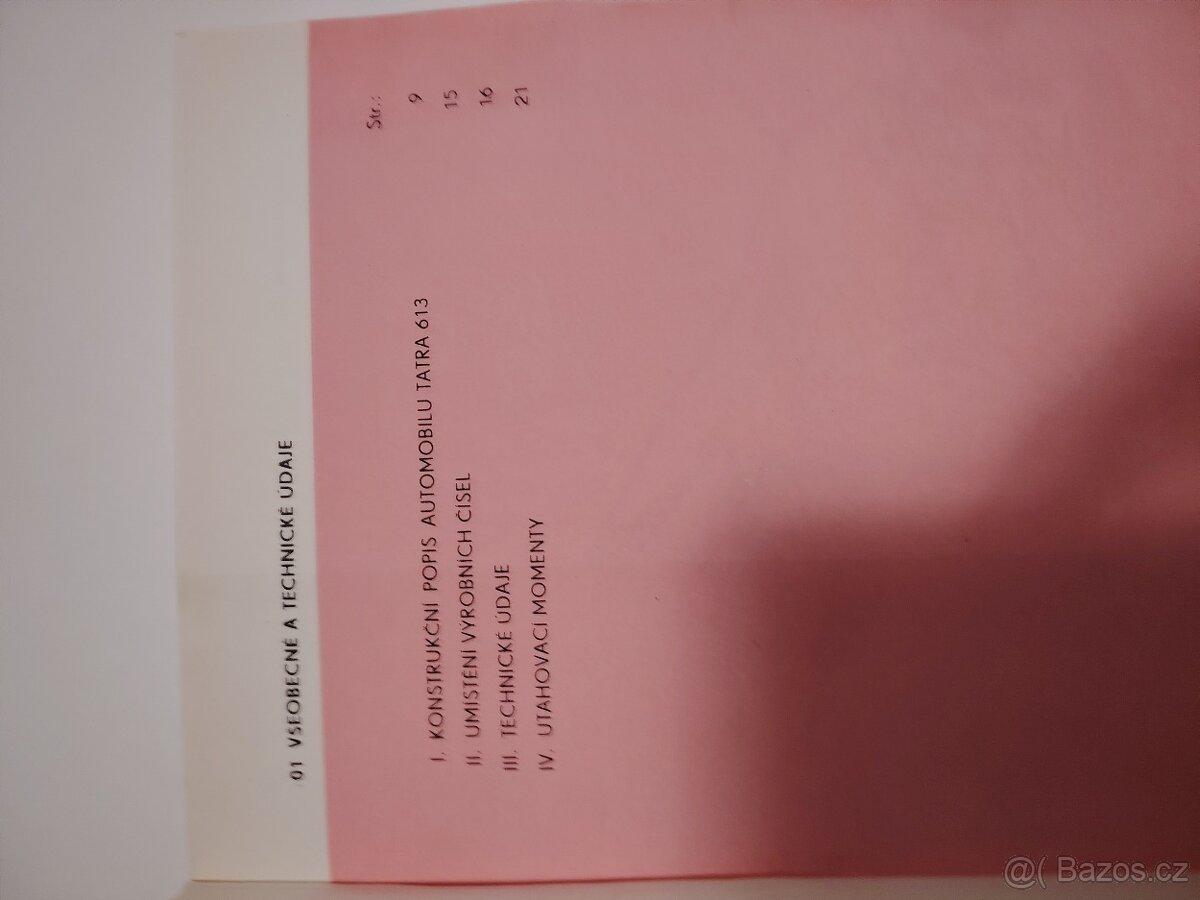 01 VŠEOBECNÉ A TECHNICKÉ ÚDAJE
Str.:
I. KONSTRUKČNÍ POPIS AUTOMOBILU TATRA 613 9
II. UMÍSTĚNÍ VÝROBNÍCH ČÍSEL 15
III. TECHNICKÉ ÚDAJE 16
IV. UTAHOVACÍ MOMENTY 21
@( Bazos.cz